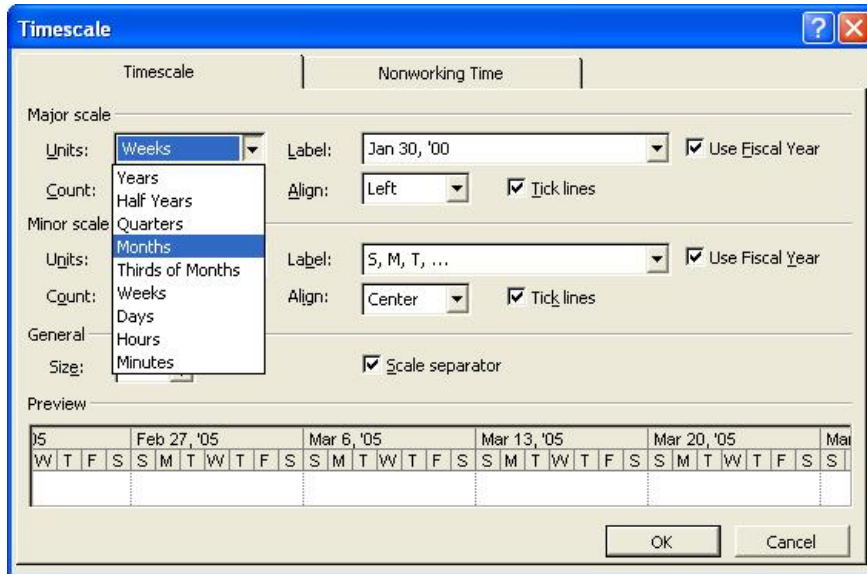 Timescale
Timescale Nonworking Time
Major scale
Units: Weeks Label: Jan 30, '00 Use Fiscal Year
Years
Count: Half Years Align: Left Tick lines
Minor scale Quarters
Months
Units: Thirds of Months Label: S, M, T, ... Use Fiscal Year
Count: Weeks Align: Center Tick lines
Days
General Hours
Size: Minutes Scale separator
Preview
05 Feb 27, '05 Mar 6, '05 Mar 13, '05 Mar 20, '05 Mar
W T F S S M T W T F S S M T W T F S S M T W T F S S M T W T F S S
OK Cancel